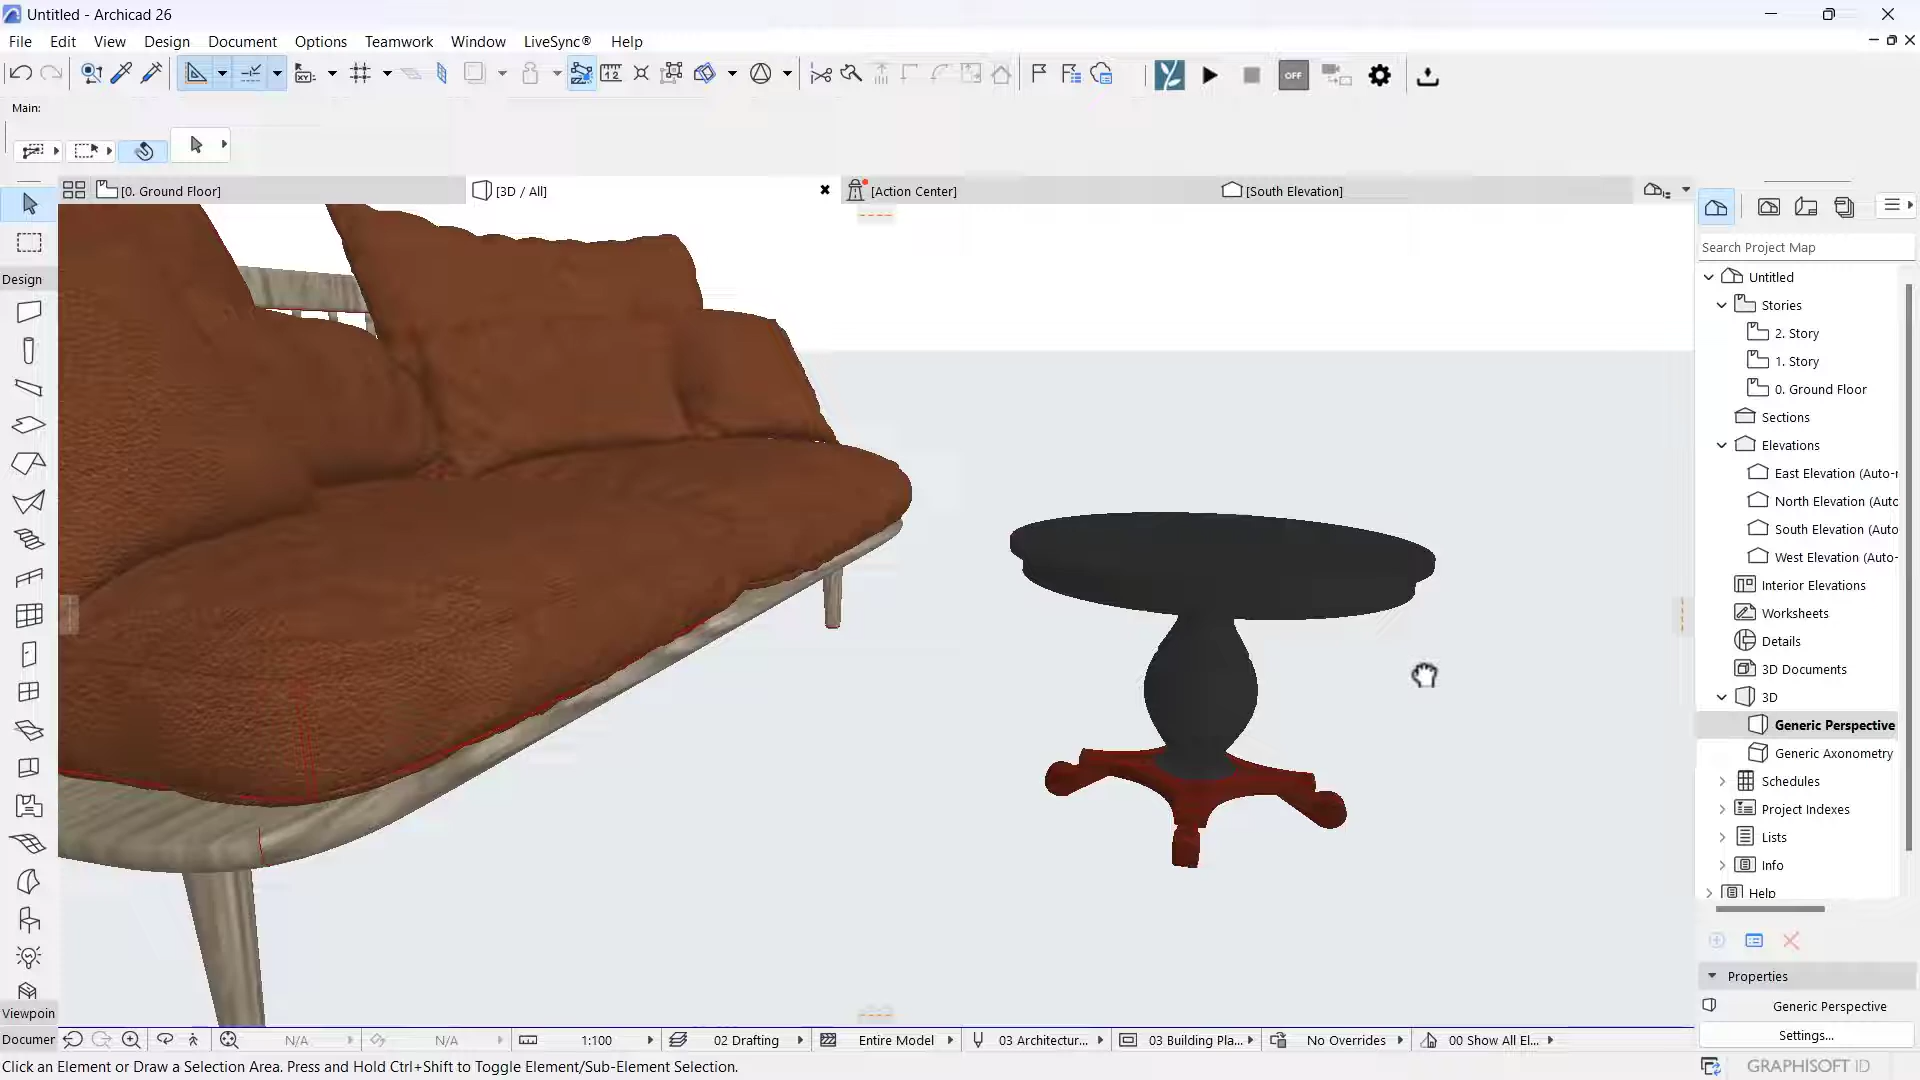 Untitled - Archicad 26
File Edit View Design Document Options Teamwork Window LiveSync® Help
OFF
Main:
[0. Ground Floor] [3D / All] [Action Center] [South Elevation]
Search Project Map
Design
Untitled
Stories
2. Story
1. Story
0. Ground Floor
Sections
Elevations
East Elevation (Auto-r
North Elevation (Auto
South Elevation (Auto
West Elevation (Auto-
Interior Elevations
Worksheets
Details
3D Documents
3D
Generic Perspective
Generic Axonometry
Schedules
Project Indexes
Lists
Info
Help
Properties
Generic Perspective
Settings...
Viewpoin
Documer
N/A N/A 1:100 02 Drafting Entire Model 03 Architectur... 03 Building Pla... No Overrides 00 Show All El...
Click an Element or Draw a Selection Area. Press and Hold Ctrl+Shift to Toggle Element/Sub-Element Selection.
GRAPHISOFT ID